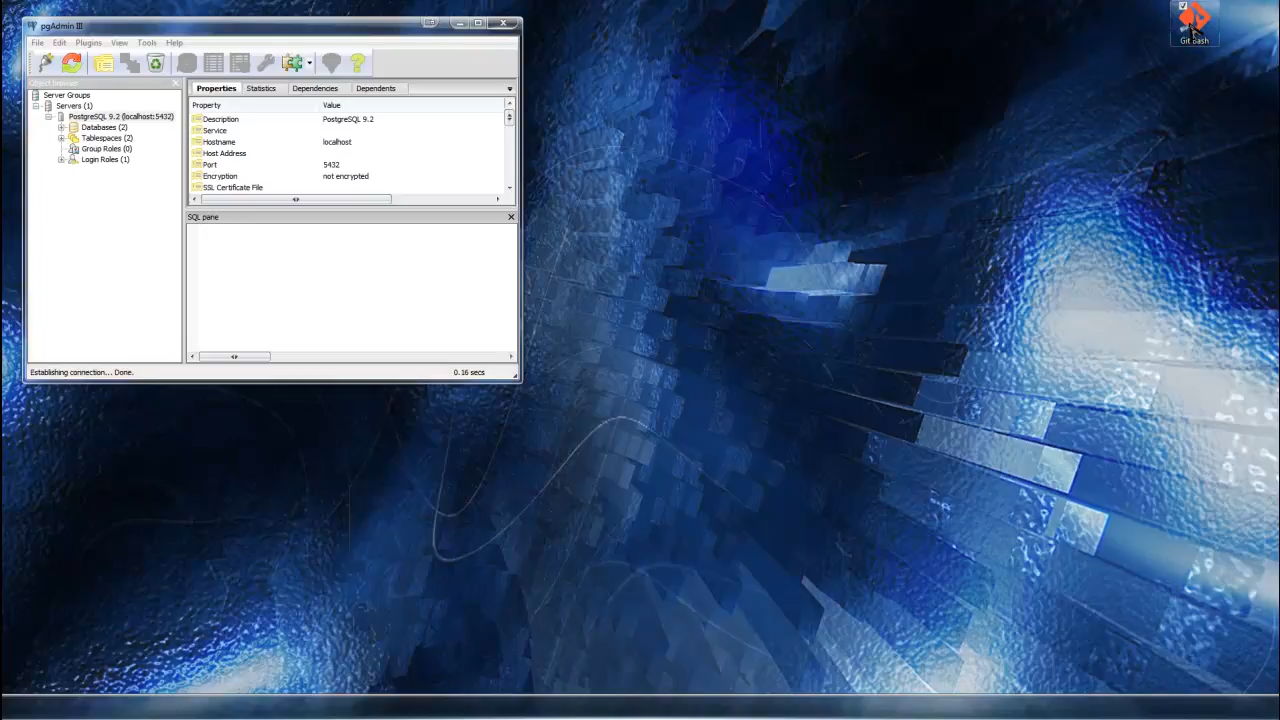 pgAdmin III
File Edit Plugins View Tools Help
Object browser
Server Groups
Servers (1)
PostgreSQL 9.2 (localhost:5432)
Databases (2)
Tablespaces (2)
Group Roles (0)
Login Roles (1)
Properties Statistics Dependencies Dependents
Property Value
Description PostgreSQL 9.2
Service
Hostname localhost
Host Address
Port 5432
Encryption not encrypted
SSL Certificate File
SQL pane
Establishing connection... Done. 0.16 secs
Git Bash